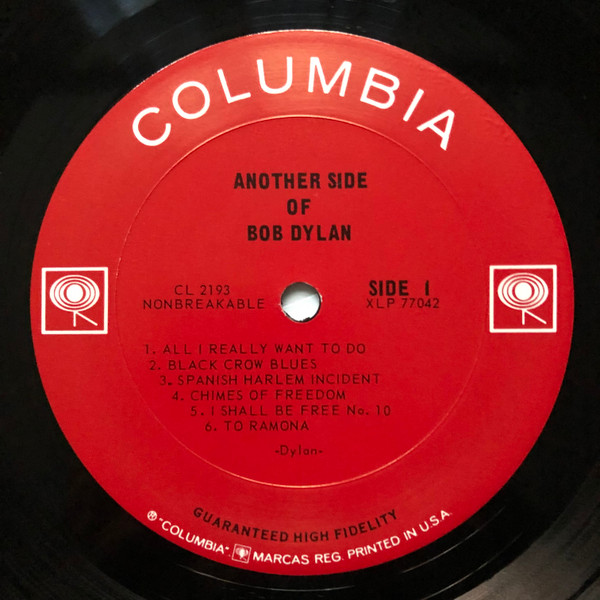 COLUMBIA
ANOTHER SIDE
OF
BOB DYLAN
CL 2193
NONBREAKABLE
SIDE 1
XLP 77042
1. ALL I REALLY WANT TO DO
2. BLACK CROW BLUES
3. SPANISH HARLEM INCIDENT
4. CHIMES OF FREEDOM
5. I SHALL BE FREE No. 10
6. TO RAMONA
-Dylan-
GUARANTEED HIGH FIDELITY
® "COLUMBIA", MARCAS REG. PRINTED IN U.S.A.